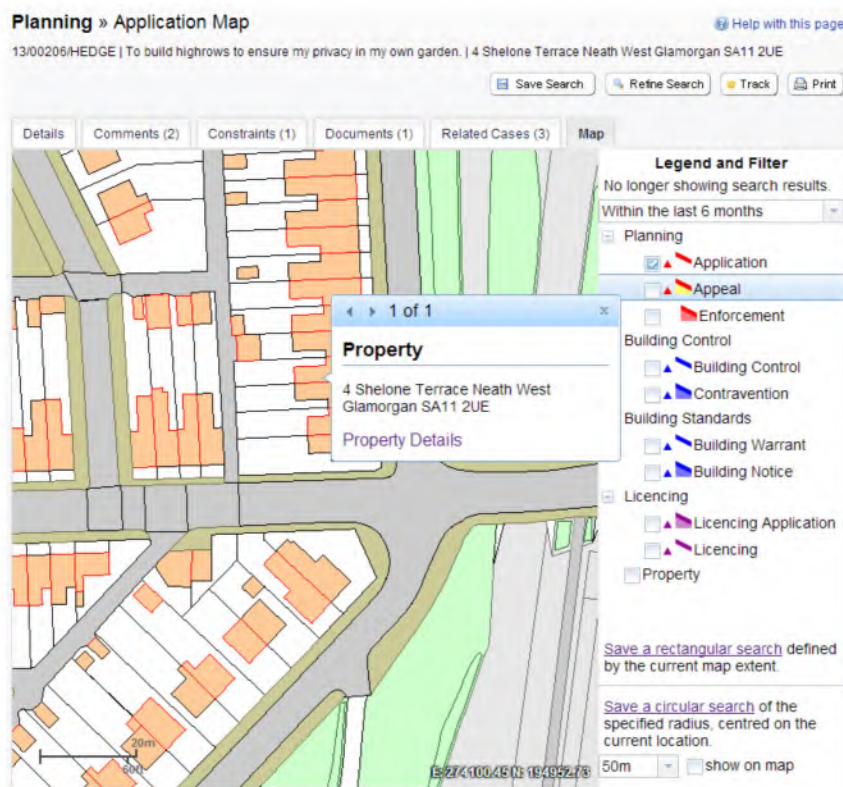 Planning » Application Map
Help with this page
13/00206/HEDGE | To build highrows to ensure my privacy in my own garden. | 4 Shelone Terrace Neath West Glamorgan SA11 2UE
Save Search
Refine Search
Track
Print
Details
Comments (2)
Constraints (1)
Documents (1)
Related Cases (3)
Map
Legend and Filter
No longer showing search results.
Within the last 6 months
Planning
Application
Appeal
Enforcement
Building Control
Building Control
Contravention
Building Standards
Building Warrant
Building Notice
Licencing
Licencing Application
Licencing
Property
Save a rectangular search defined
by the current map extent.
Save a circular search of the
specified radius, centred on the
current location.
50m
show on map
1 of 1
Property
4 Shelone Terrace Neath West
Glamorgan SA11 2UE
Property Details
20m
60ft
E: 274100.45 N: 194952.73